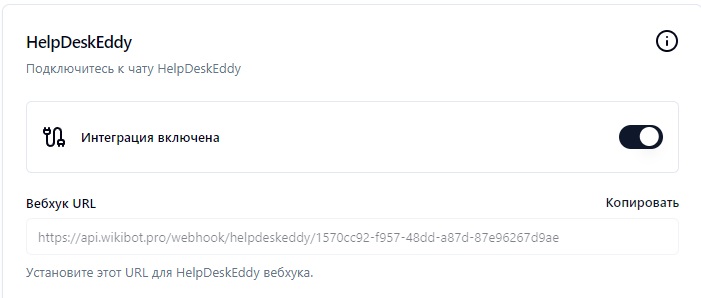 HelpDeskEddy
Подключитесь к чату HelpDeskEddy
Интеграция включена
Вебхук URL
Копировать
https://api.wikibot.pro/webhook/helpdeskeddy/1570cc92-f957-48dd-a87d-87e96267d9ae
Установите этот URL для HelpDeskEddy вебхука.